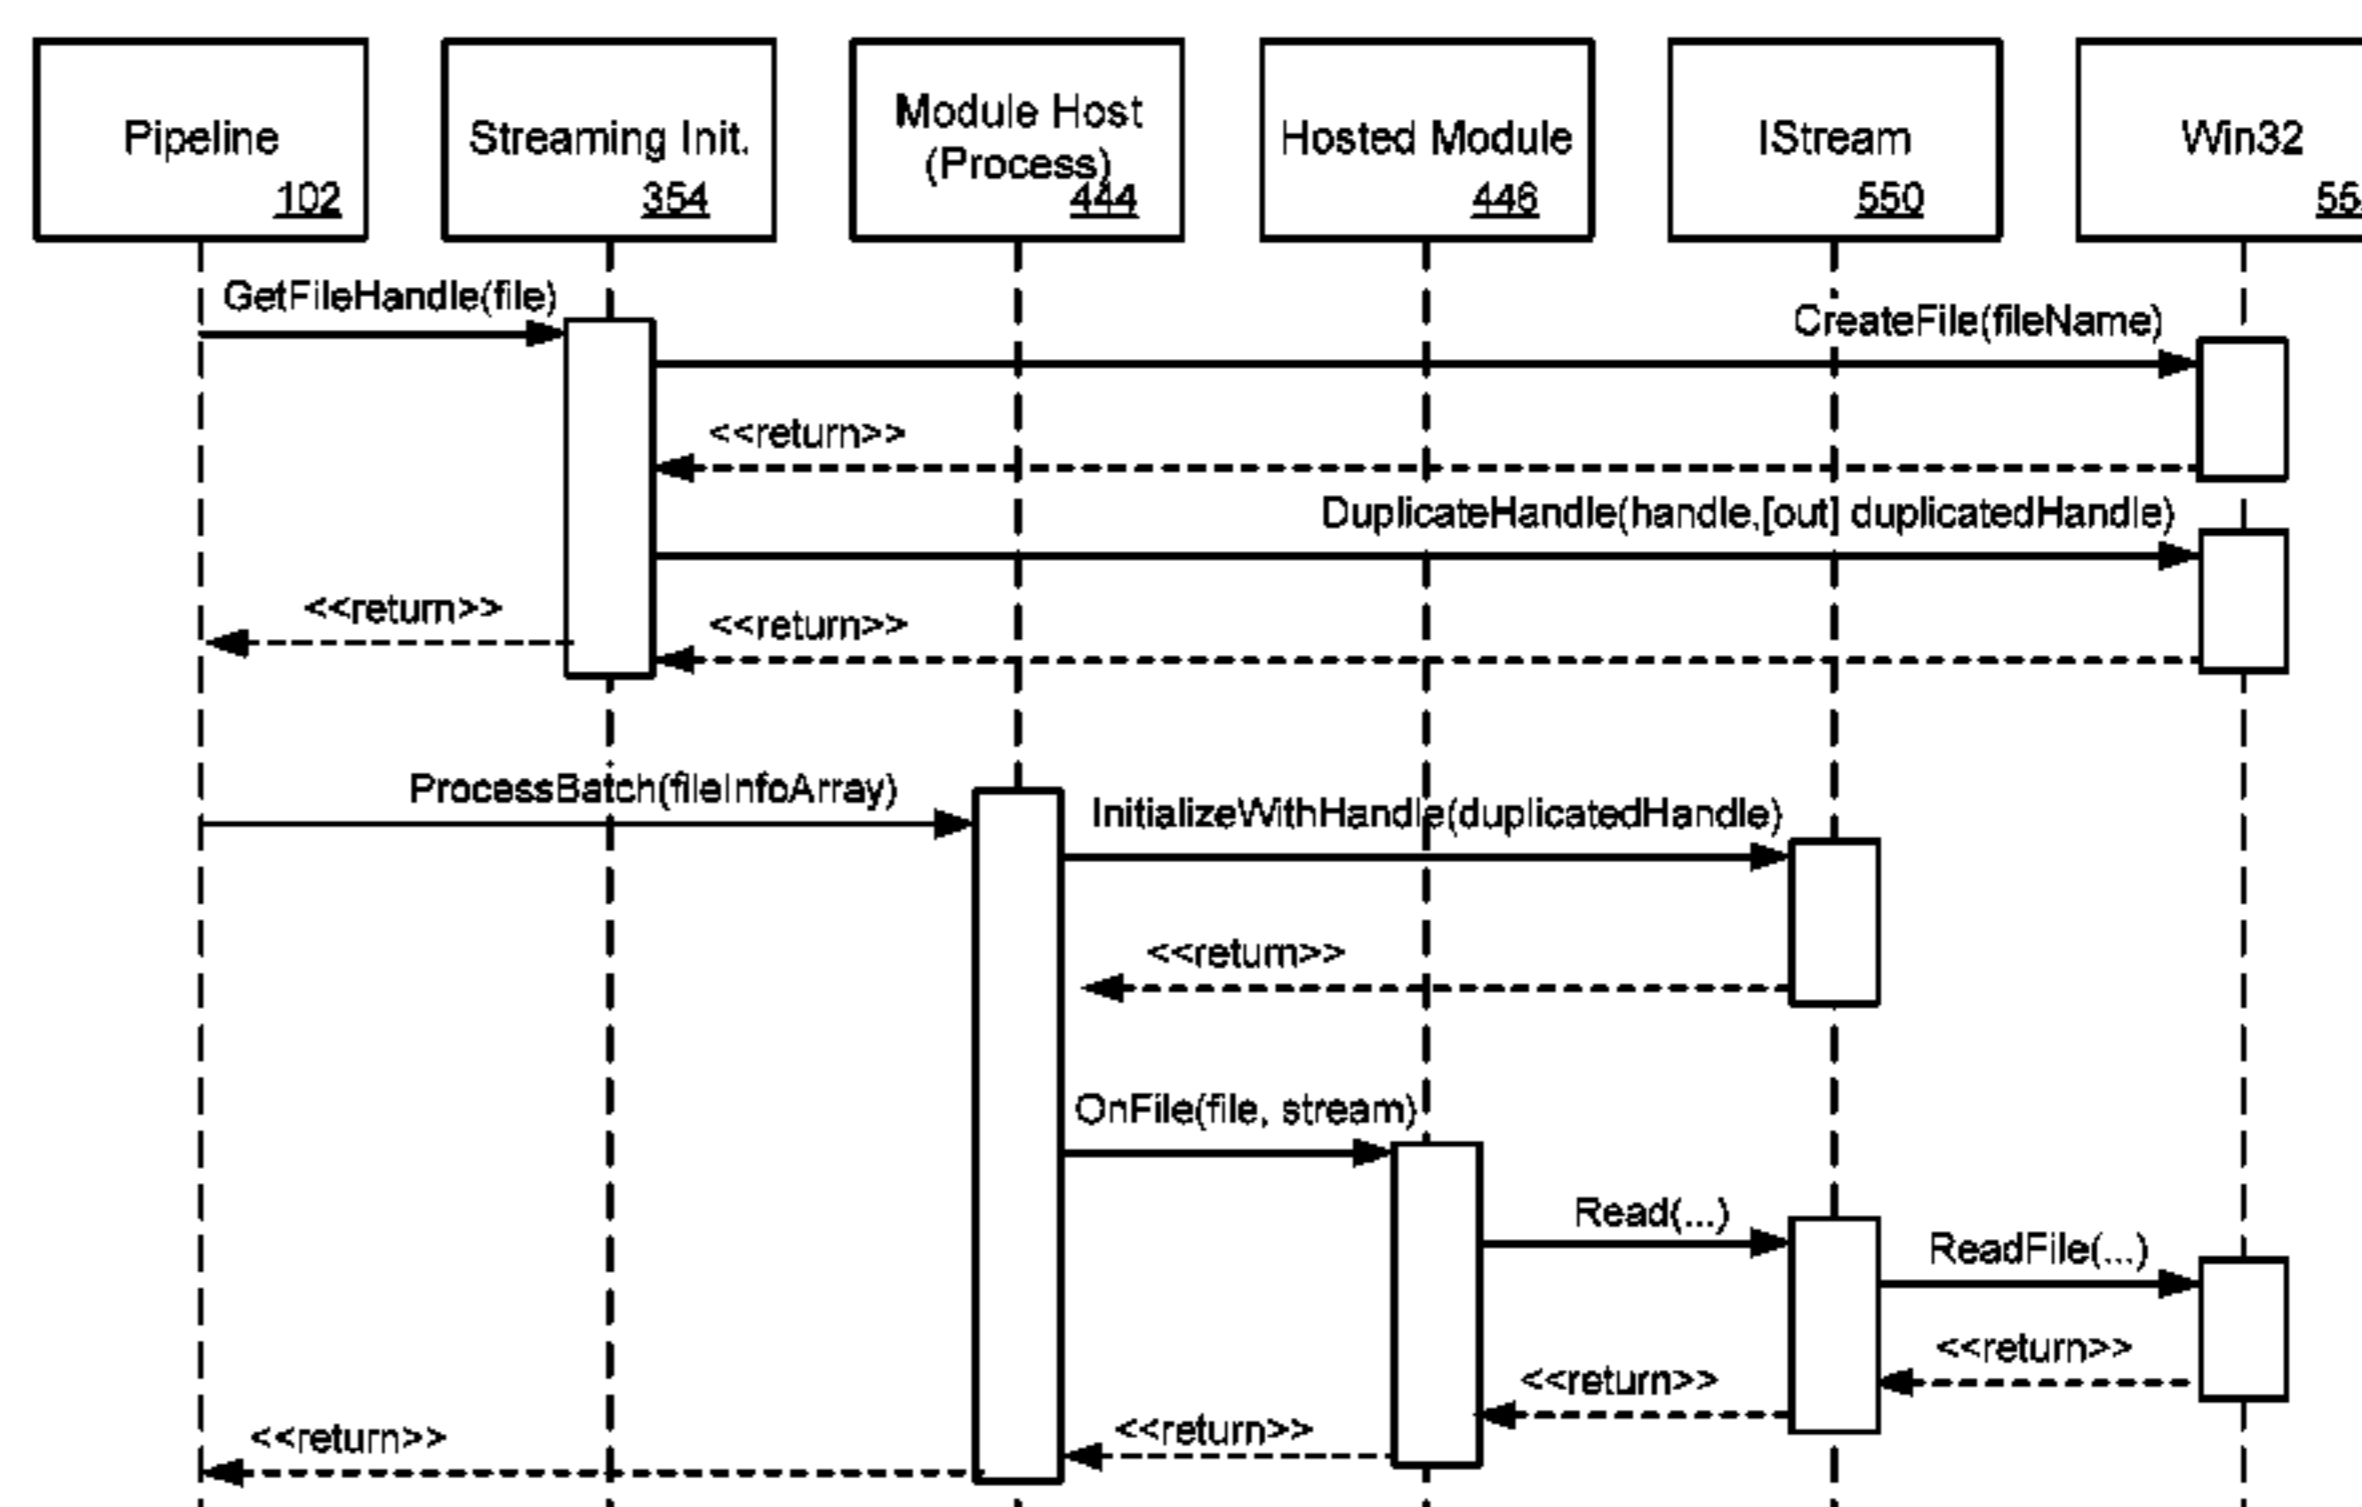 Pipeline
102
Streaming Init.
354
Module Host
(Process)
444
Hosted Module
446
IStream
550
Win32
GetFileHandle(file)
CreateFile(fileName)
<<return>>
DuplicateHandle(handle,[out] duplicatedHandle)
<<return>>
<<return>>
ProcessBatch(fileInfoArray)
InitializeWithHandle(duplicatedHandle)
<<return>>
OnFile(file, stream)
Read(...)
ReadFile(...)
<<return>>
<<return>>
<<return>>
<<return>>